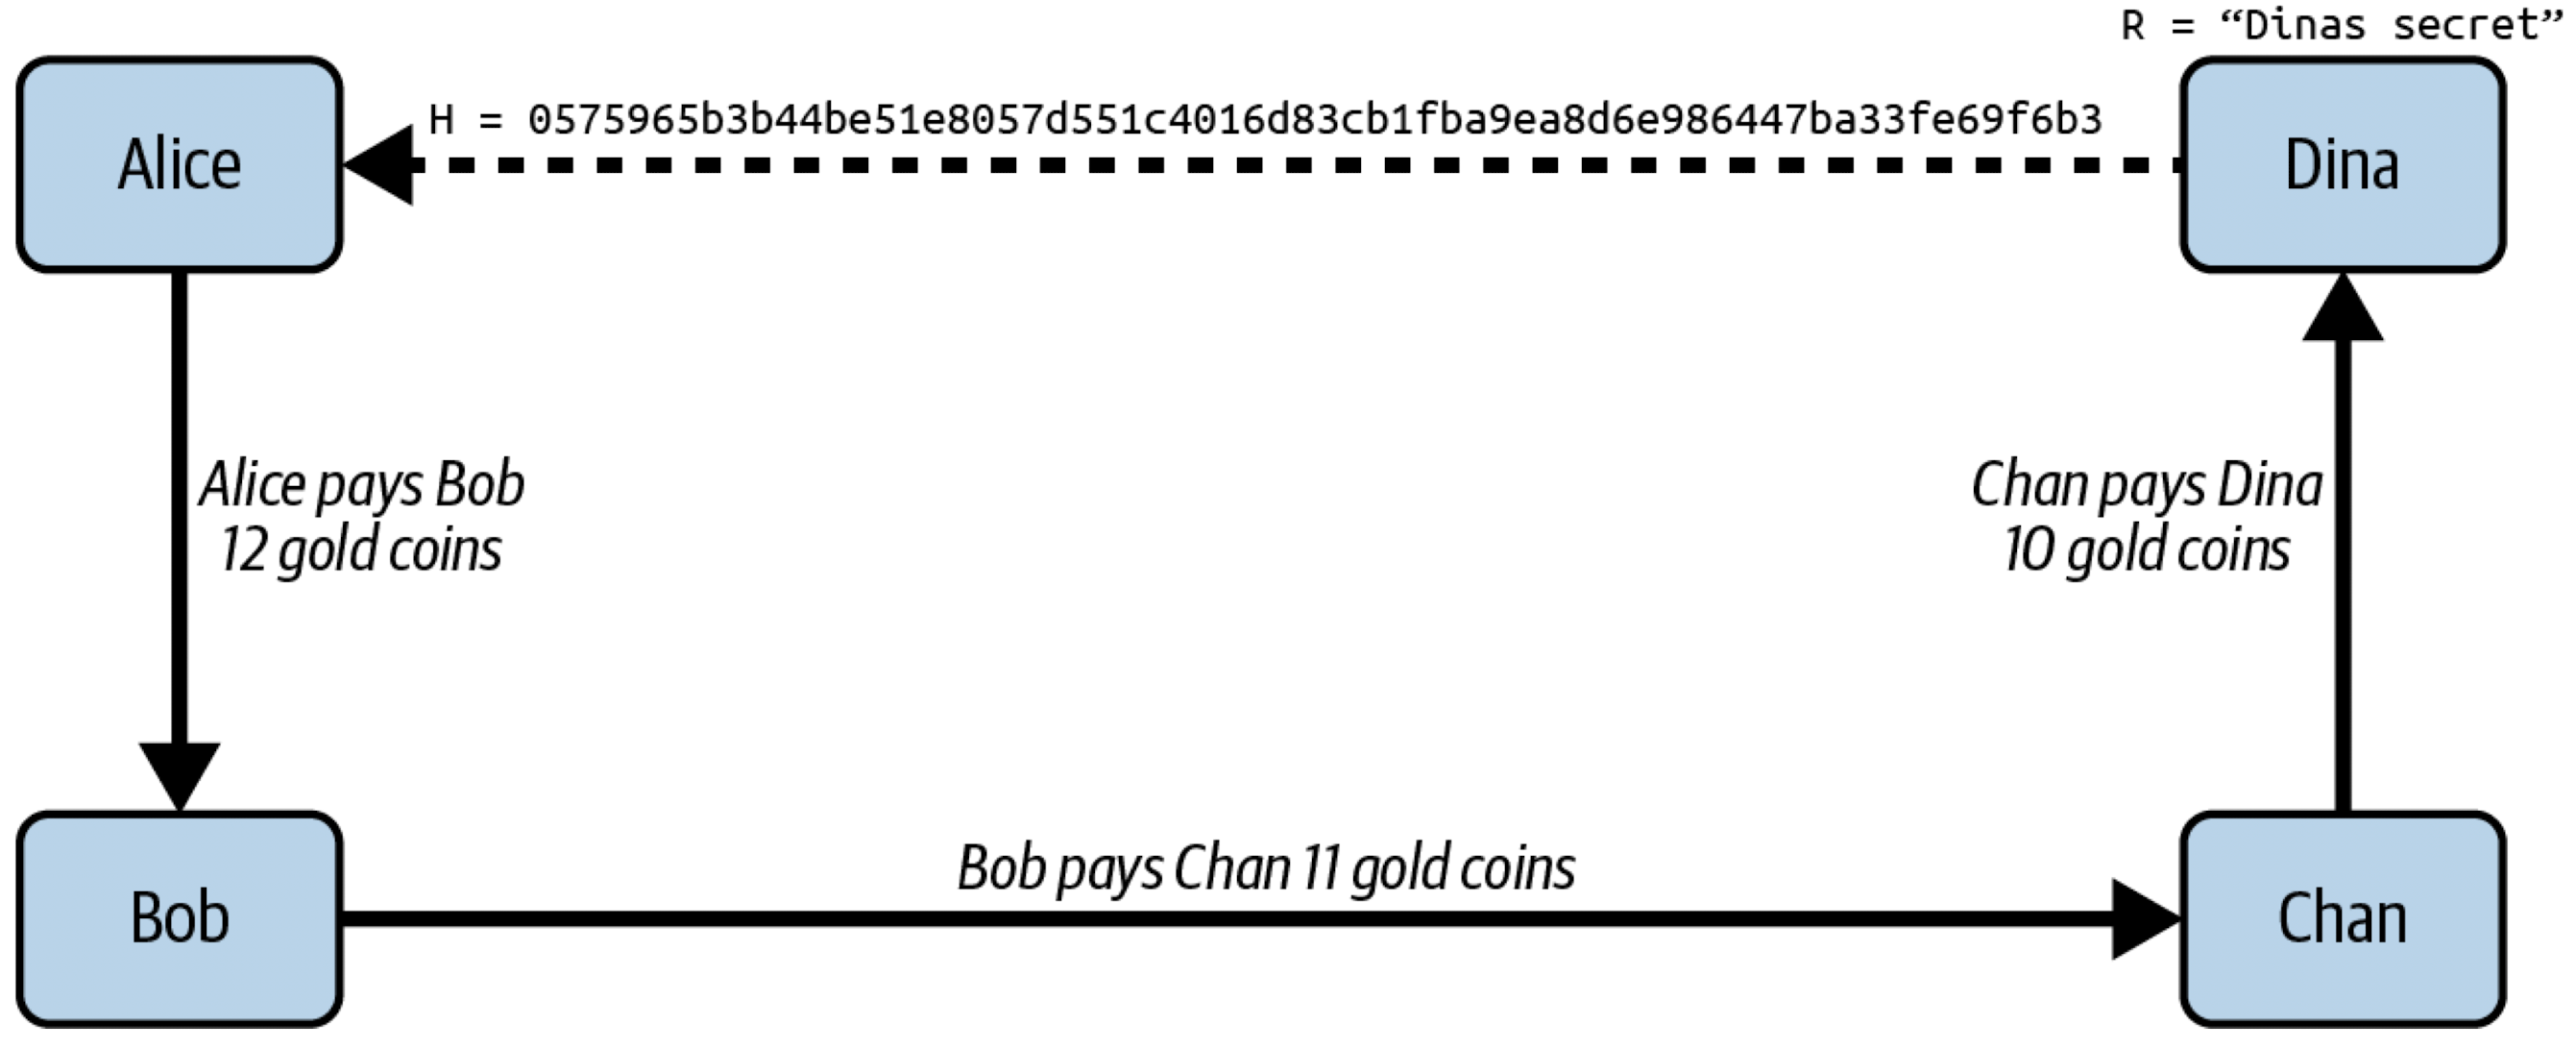 R = “Dinas secret”
H = 0575965b3b44be51e8057d551c4016d83cb1fba9ea8d6e986447ba33fe69f6b3
Alice
Dina
Alice pays Bob
12 gold coins
Chan pays Dina
10 gold coins
Bob pays Chan 11 gold coins
Bob
Chan